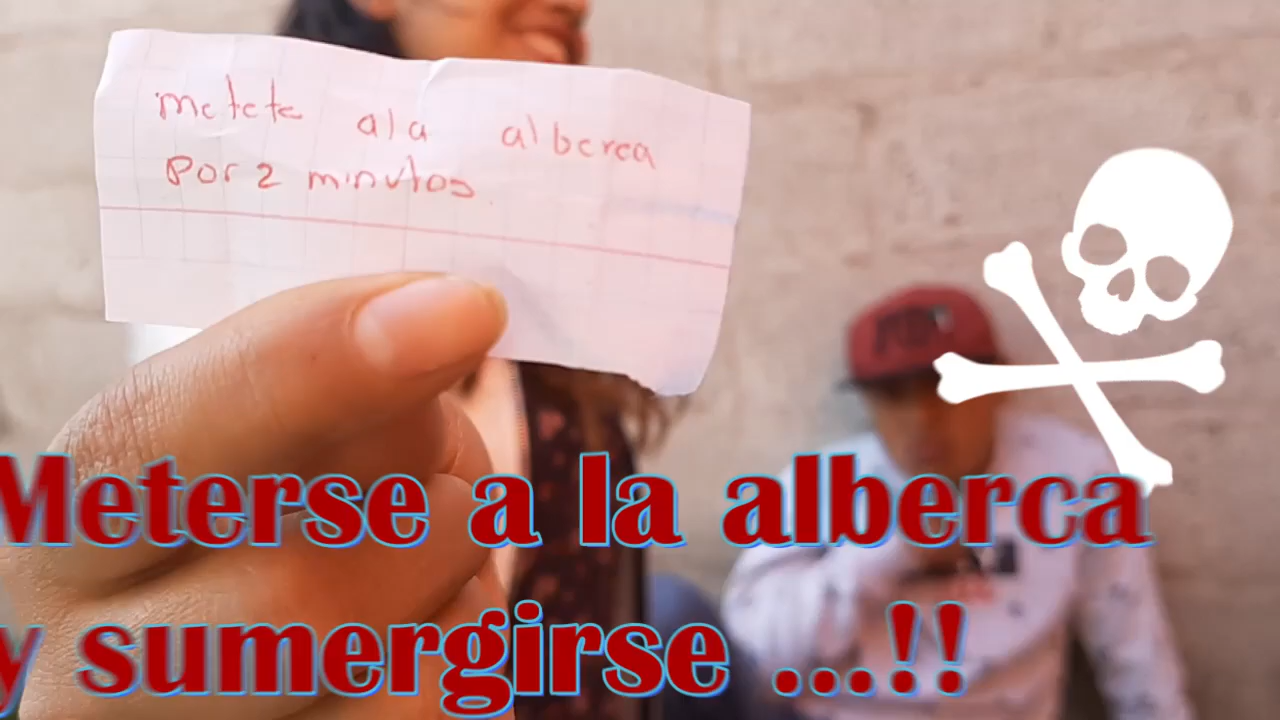 metete ala alberca
por 2 minutos.
Meterse a la alberca
y sumergirse ...!!